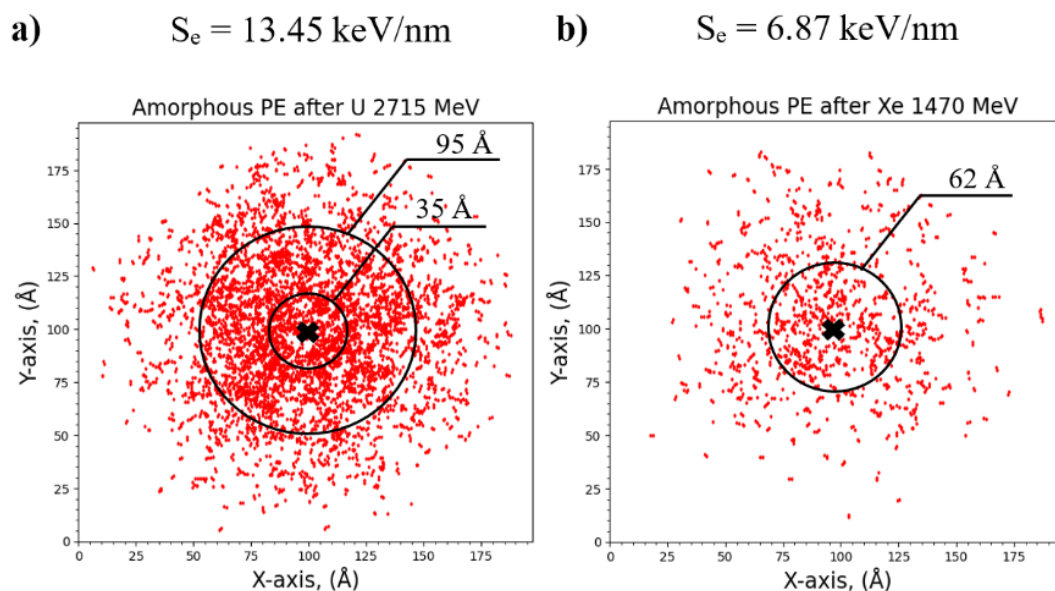 a)
Sₑ = 13.45 keV/nm
Amorphous PE after U 2715 MeV
95 Å
35 Å
175
150
125
100
75
50
25
0
Y-axis, (Å)
0
25
50
75
100
125
150
175
X-axis, (Å)
b)
Sₑ = 6.87 keV/nm
Amorphous PE after Xe 1470 MeV
62 Å
175
150
125
100
75
50
25
0
Y-axis, (Å)
0
25
50
75
100
125
150
175
X-axis, (Å)